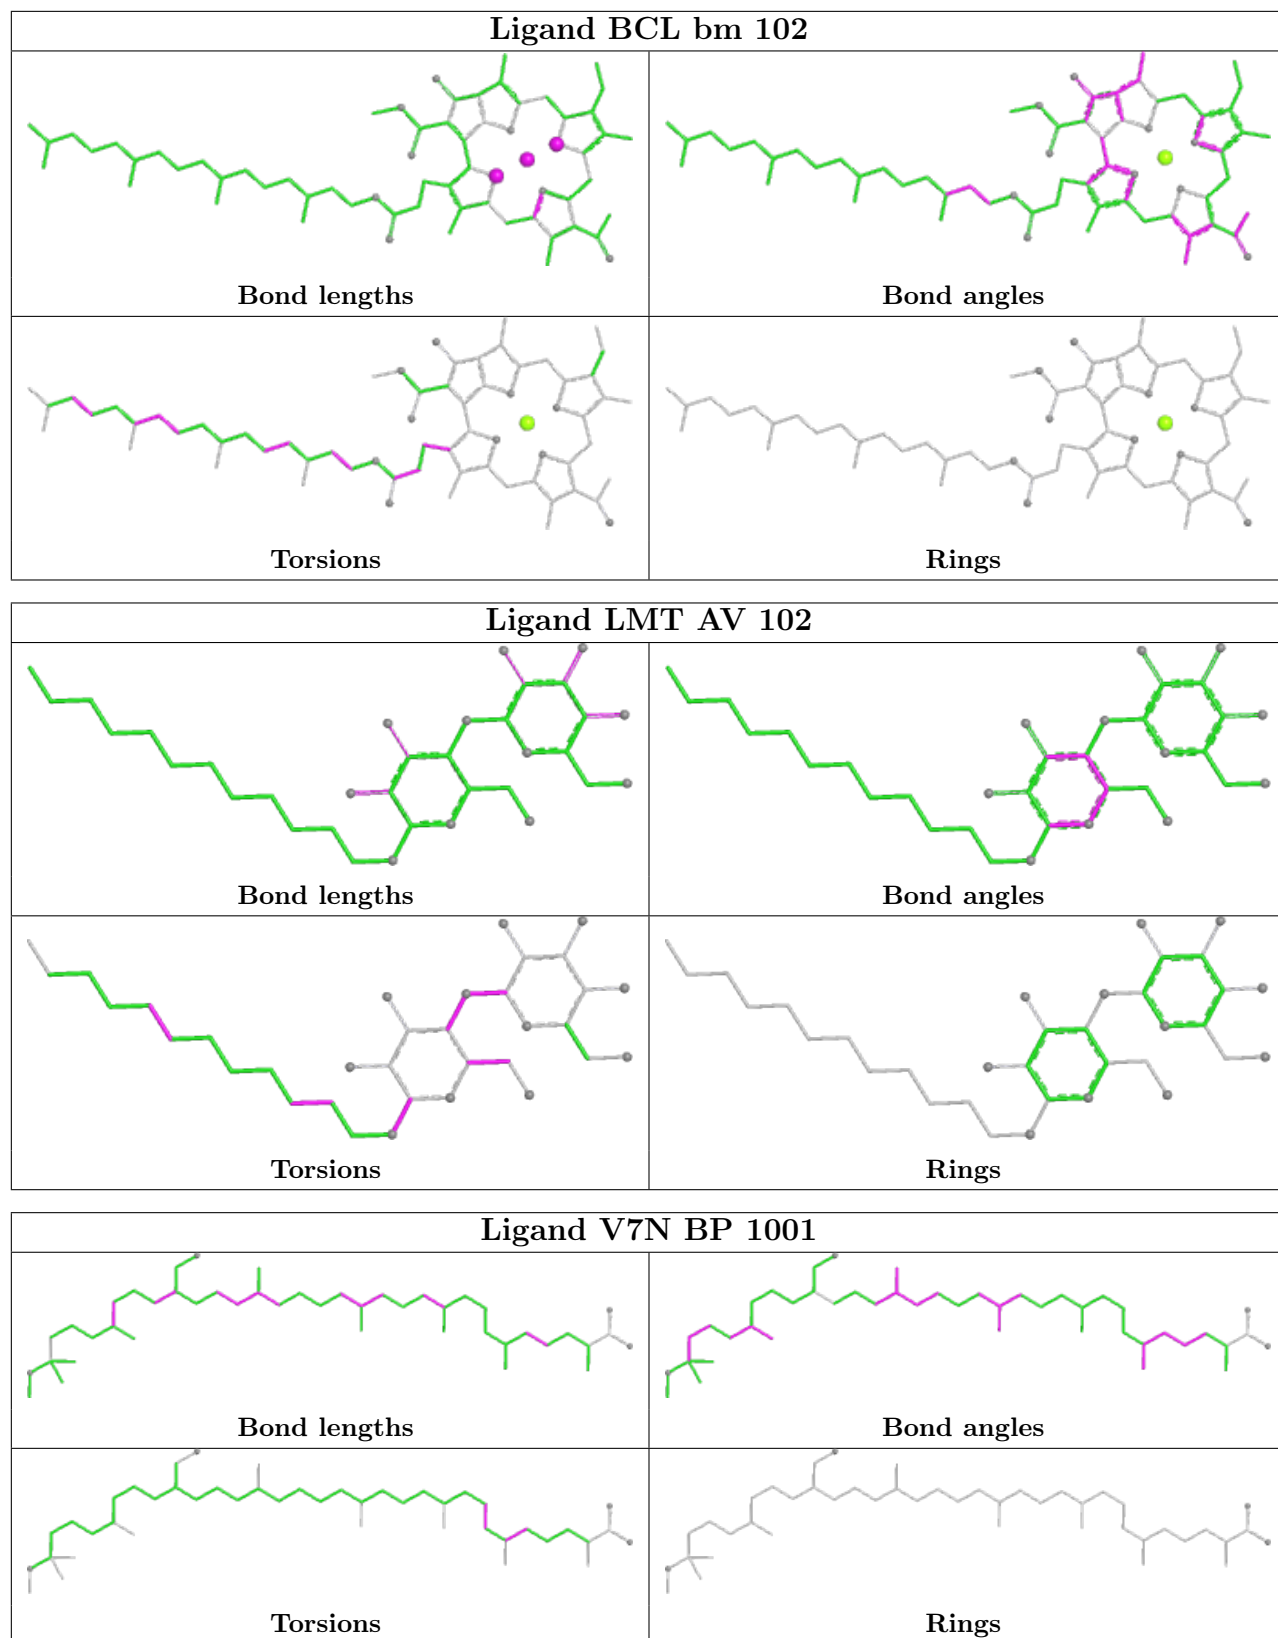 Ligand BCL bm 102
Bond lengths
Bond angles
Torsions
Rings
Ligand LMT AV 102
Bond lengths
Bond angles
Torsions
Rings
Ligand V7N BP 1001
Bond lengths
Bond angles
Torsions
Rings